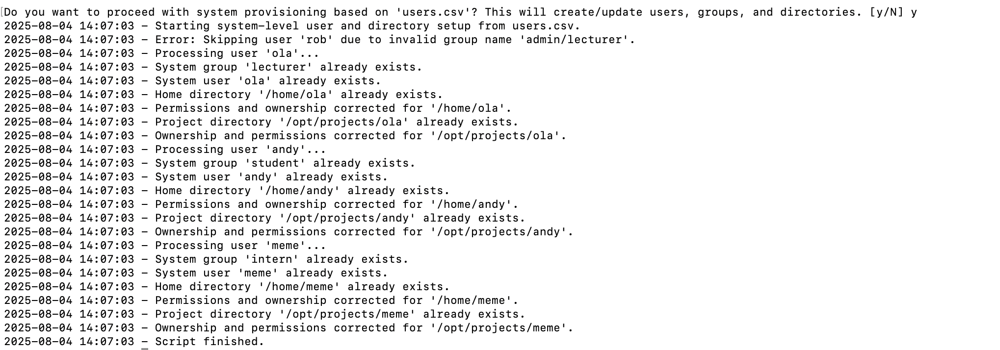 Do you want to proceed with system provisioning based on 'users.csv'? This will create/update users, groups, and directories. [y/N] y
2025-08-04 14:07:03 - Starting system-level user and directory setup from users.csv.
2025-08-04 14:07:03 - Error: Skipping user 'rob' due to invalid group name 'admin/lecturer'.
2025-08-04 14:07:03 - Processing user 'ola'...
2025-08-04 14:07:03 - System group 'lecturer' already exists.
2025-08-04 14:07:03 - System user 'ola' already exists.
2025-08-04 14:07:03 - Home directory '/home/ola' already exists.
2025-08-04 14:07:03 - Permissions and ownership corrected for '/home/ola'.
2025-08-04 14:07:03 - Project directory '/opt/projects/ola' already exists.
2025-08-04 14:07:03 - Ownership and permissions corrected for '/opt/projects/ola'.
2025-08-04 14:07:03 - Processing user 'andy'...
2025-08-04 14:07:03 - System group 'student' already exists.
2025-08-04 14:07:03 - System user 'andy' already exists.
2025-08-04 14:07:03 - Home directory '/home/andy' already exists.
2025-08-04 14:07:03 - Permissions and ownership corrected for '/home/andy'.
2025-08-04 14:07:03 - Project directory '/opt/projects/andy' already exists.
2025-08-04 14:07:03 - Ownership and permissions corrected for '/opt/projects/andy'.
2025-08-04 14:07:03 - Processing user 'meme'...
2025-08-04 14:07:03 - System group 'intern' already exists.
2025-08-04 14:07:03 - System user 'meme' already exists.
2025-08-04 14:07:03 - Home directory '/home/meme' already exists.
2025-08-04 14:07:03 - Permissions and ownership corrected for '/home/meme'.
2025-08-04 14:07:03 - Project directory '/opt/projects/meme' already exists.
2025-08-04 14:07:03 - Ownership and permissions corrected for '/opt/projects/meme'.
2025-08-04 14:07:03 - Script finished.